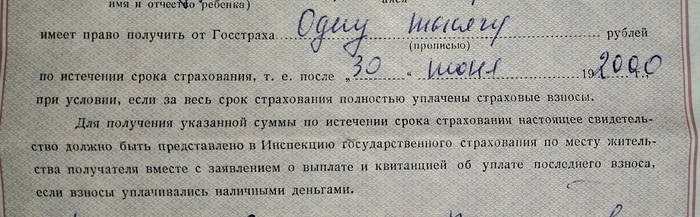 имя и отчество ребенка)
имеет право получить от Госстраха Одну тысячу рублей
(прописью)
по истечении срока страхования, т. е. после „30“ июня 192000 г.,
при условии, если за весь срок страхования полностью уплачены страховые взносы.
Для получения указанной суммы по истечении срока страхования настоящее свидетель-
ство должно быть представлено в Инспекцию государственного страхования по месту житель-
ства получателя вместе с заявлением о выплате и квитанцией об уплате последнего взноса,
если взносы уплачивались наличными деньгами.